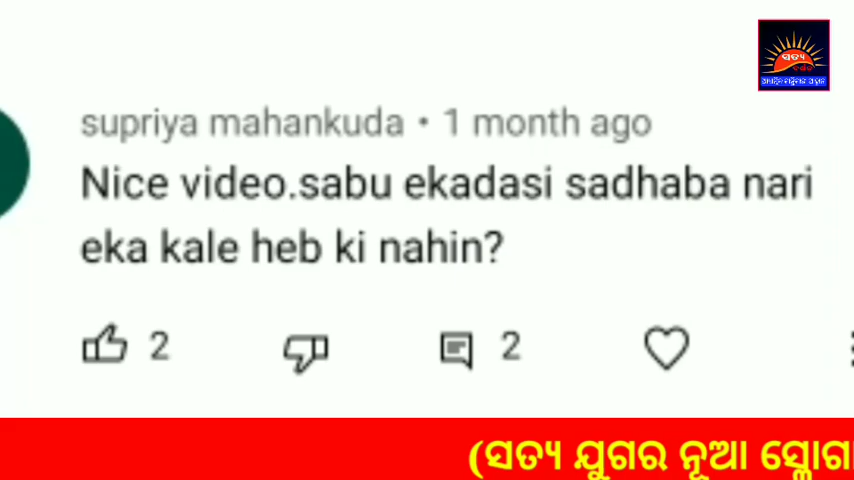 ସତ୍ୟ
supriya mahankuda • 1 month ago
Nice video.sabu ekadasi sadhaba nari
eka kale heb ki nahin?
2 2
(ସତ୍ୟ ଯୁଗର ନୂଆ